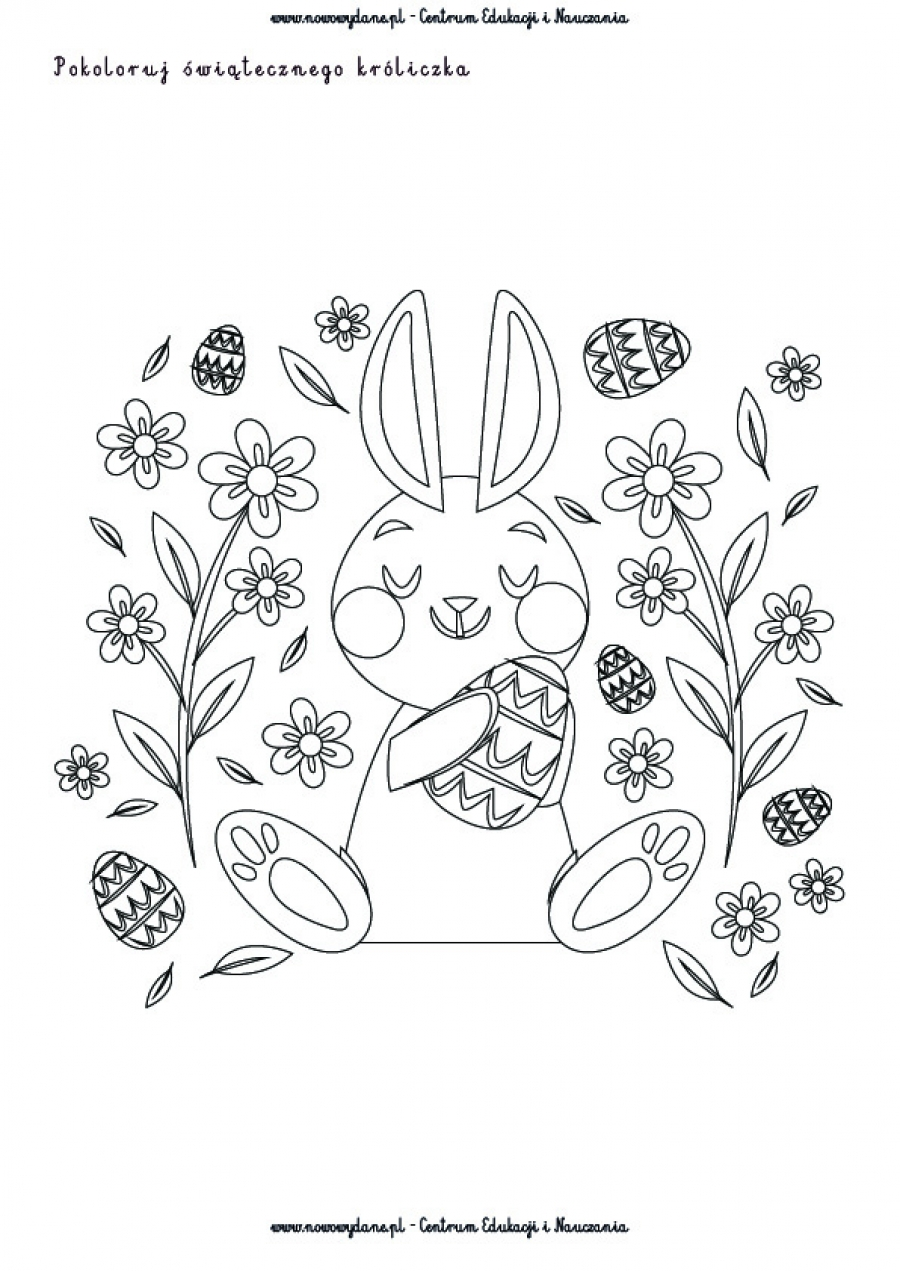 www.nowowydane.pl - Centrum Edukacji i Nauczania
Pokoloruj świątecznego króliczka
www.nowowydane.pl - Centrum Edukacji i Nauczania